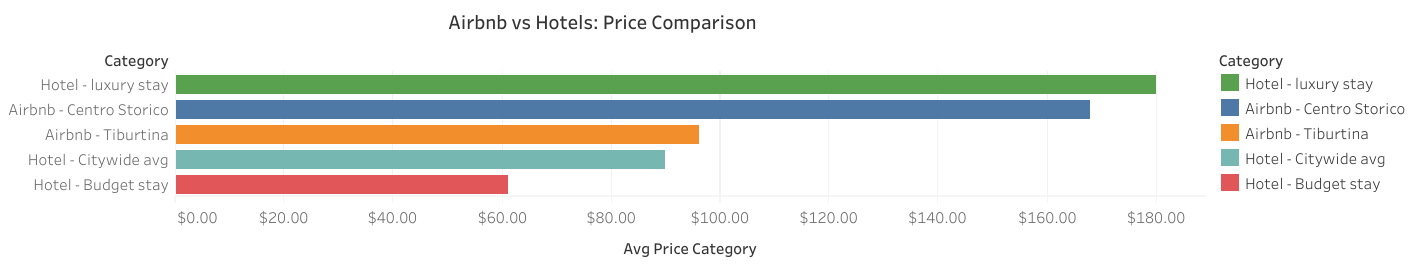 Airbnb vs Hotels: Price Comparison
Category
Hotel - luxury stay
Airbnb - Centro Storico
Airbnb - Tiburtina
Hotel - Citywide avg
Hotel - Budget stay
$0.00 $20.00 $40.00 $60.00 $80.00 $100.00 $120.00 $140.00 $160.00 $180.00
Avg Price Category
Category
Hotel - luxury stay
Airbnb - Centro Storico
Airbnb - Tiburtina
Hotel - Citywide avg
Hotel - Budget stay